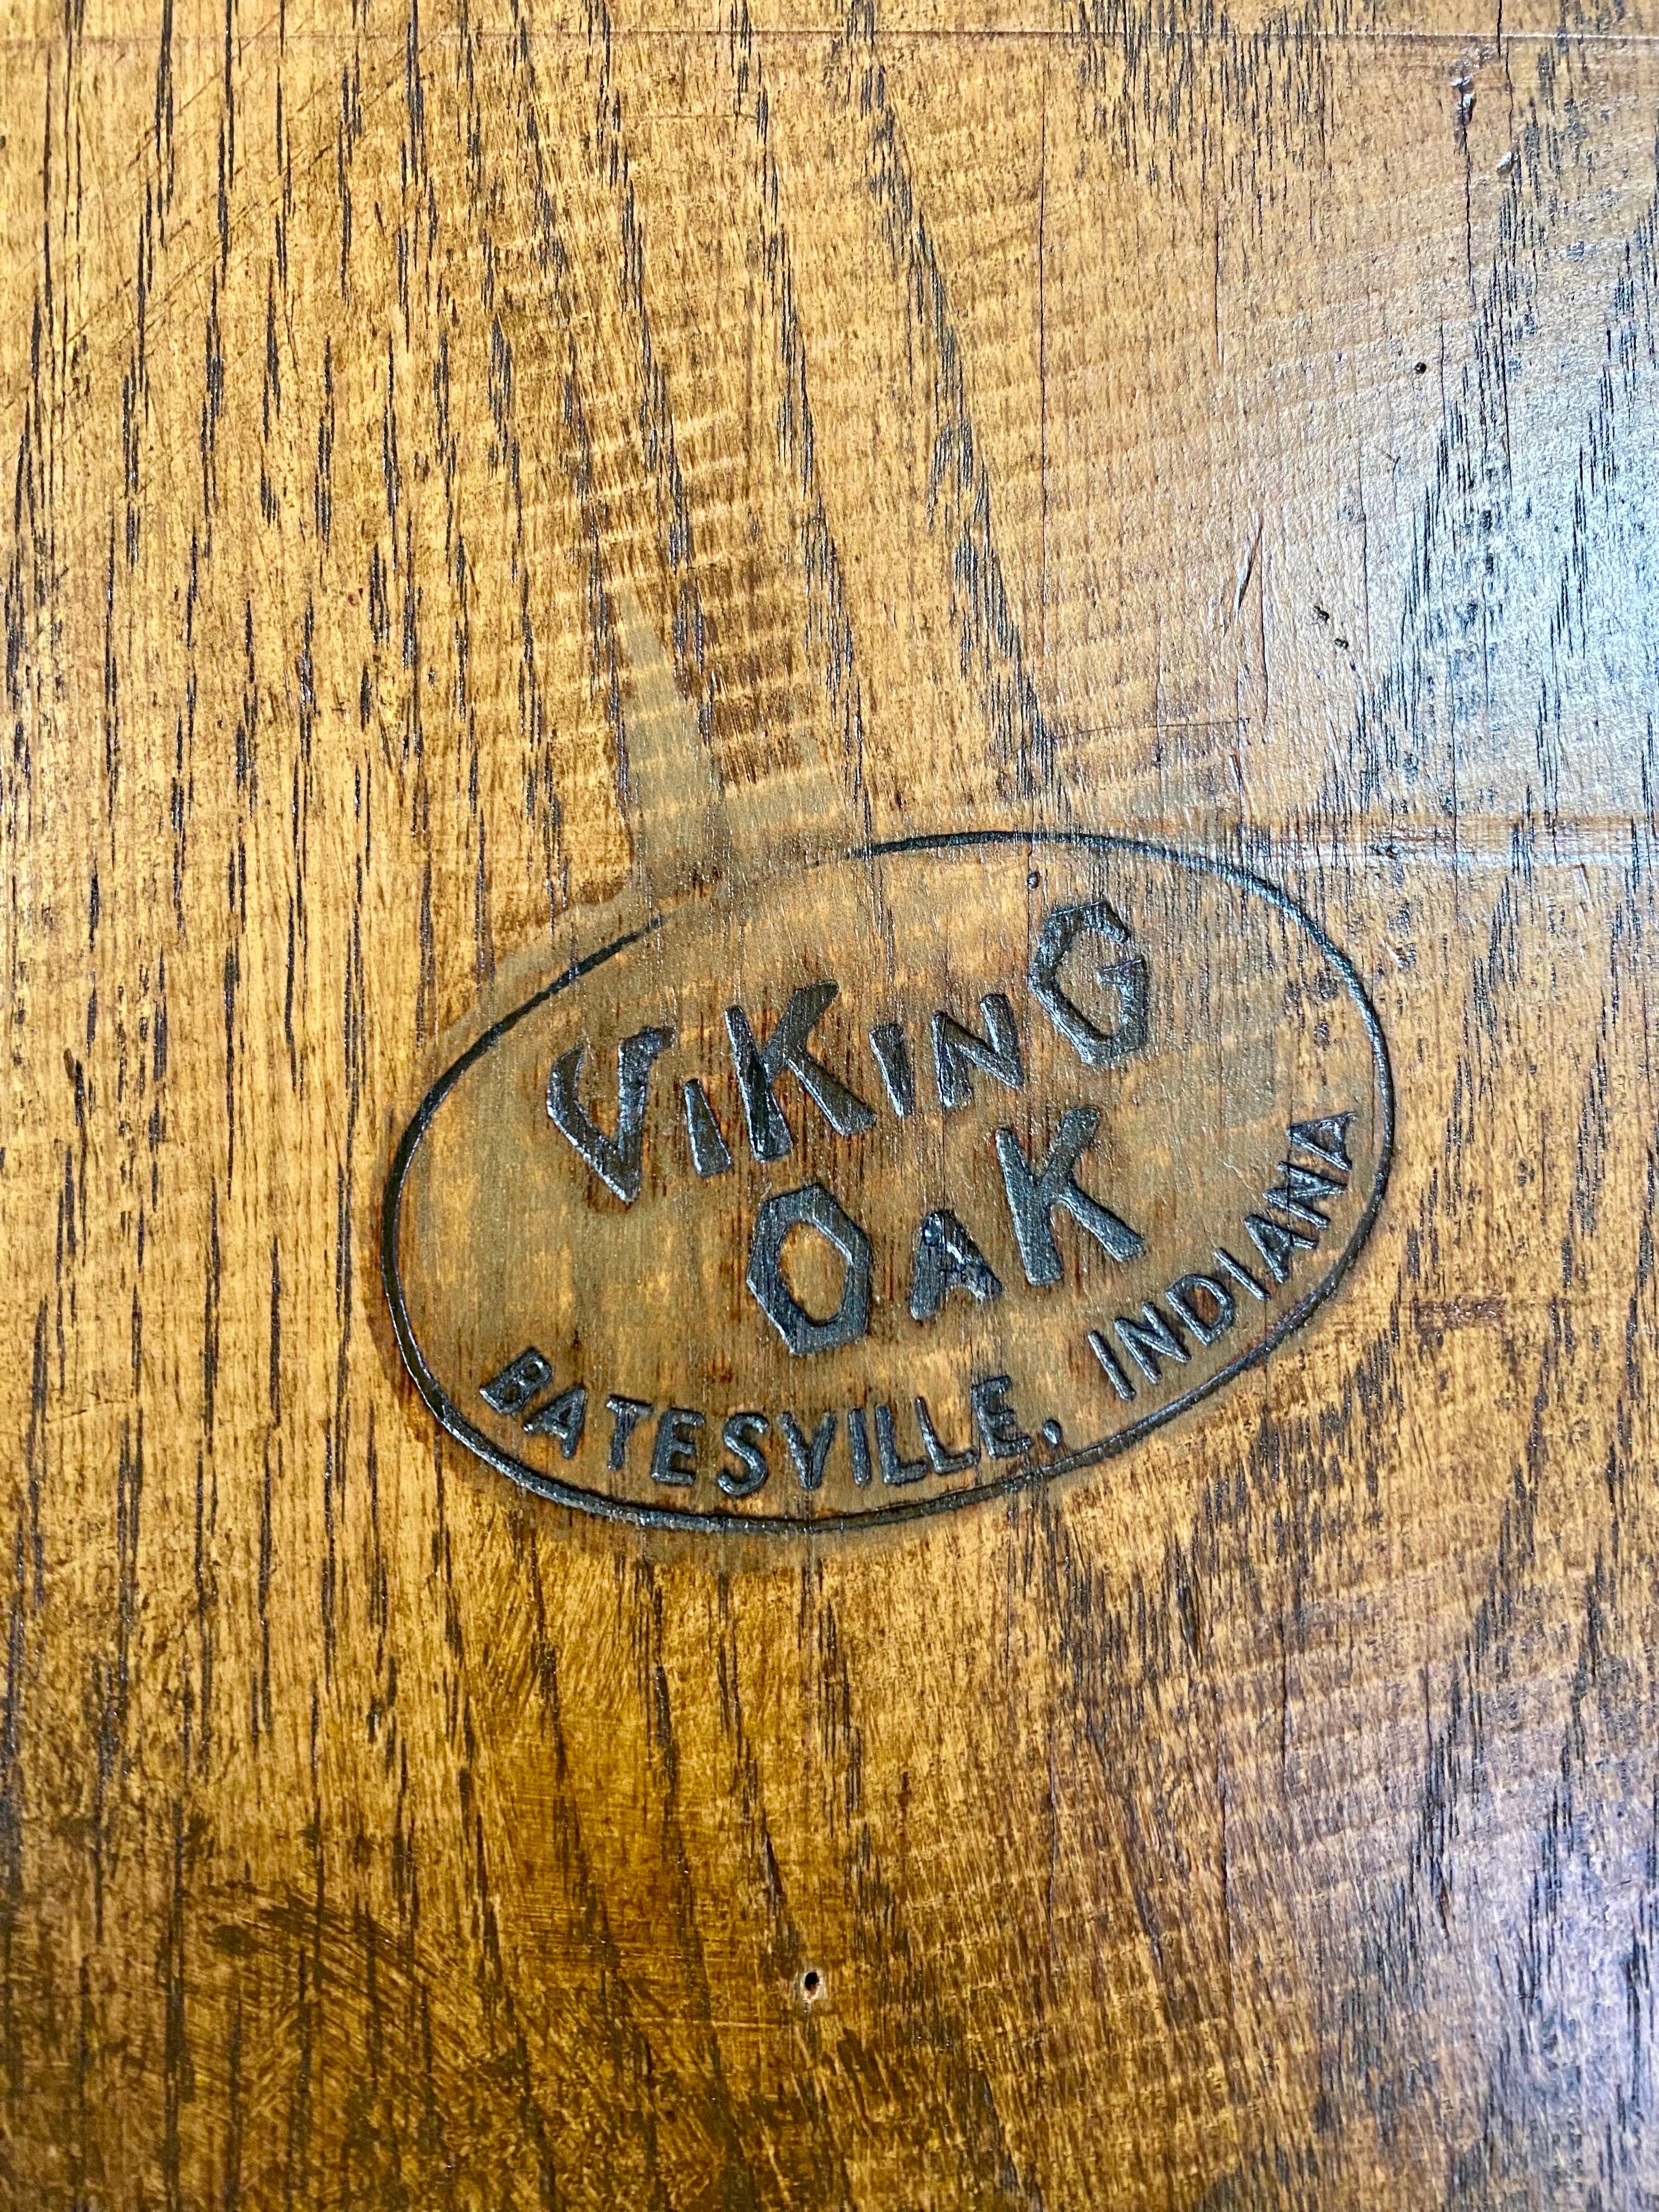 ViKinG
OaK
BATESVILLE, INDIANA